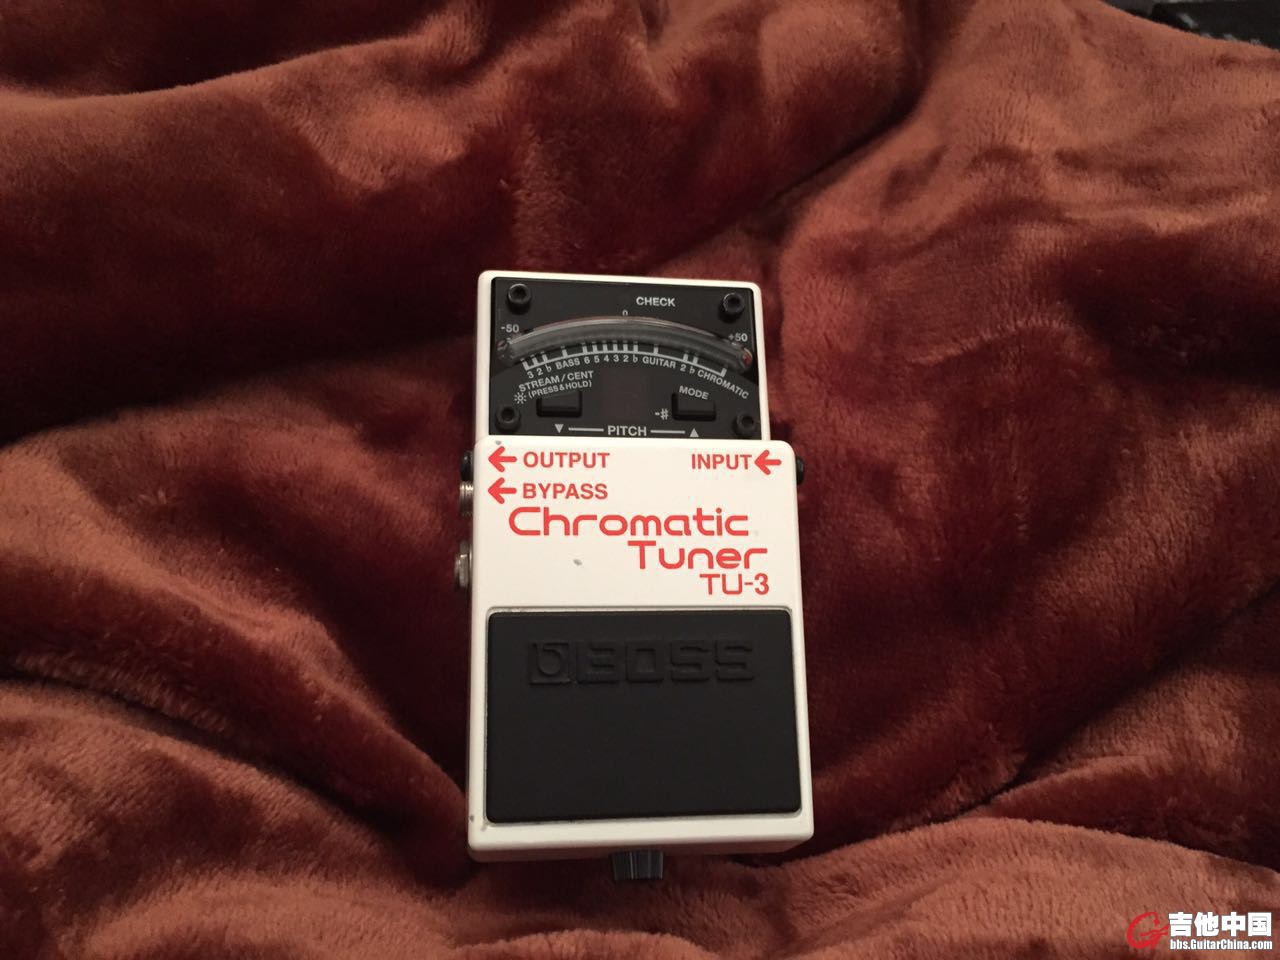 CHECK
0
-50 +50
3 2 ♭ BASS 6 5 4 3 2 ♭ GUITAR 2 ♭ CHROMATIC
STREAM/CENT
(PRESS&HOLD)
MODE
-#
▼ PITCH ▲
← OUTPUT INPUT ←
← BYPASS
Chromatic
Tuner
TU-3
BOSS
吉他中国
bbs.GuitarChina.com